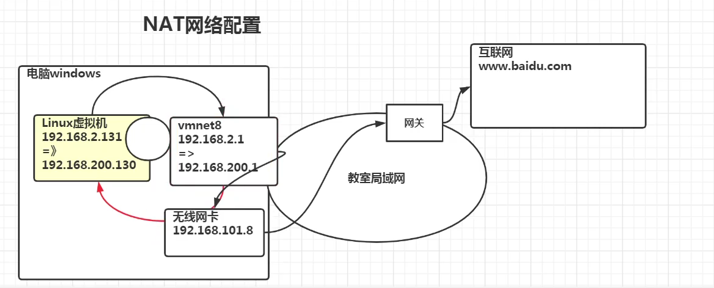 NAT网络配置
电脑windows
Linux虚拟机
192.168.2.131
=》
192.168.200.130
vmnet8
192.168.2.1
=>
192.168.200.1
无线网卡
192.168.101.8
网关
教室局域网
互联网
www.baidu.com